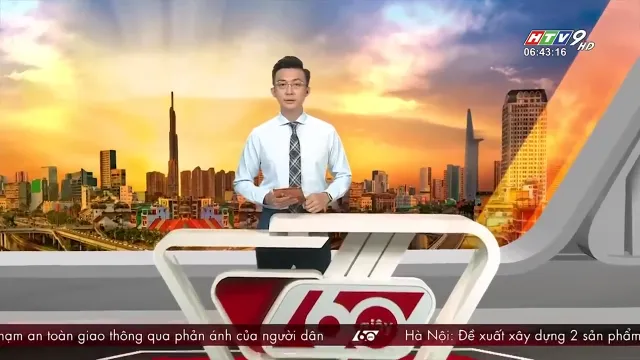 HTV9 HD
06:43:16
60 giây
hạm an toàn giao thông qua phản ánh của người dân 60 Hà Nội: Đề xuất xây dựng 2 sản phẩm